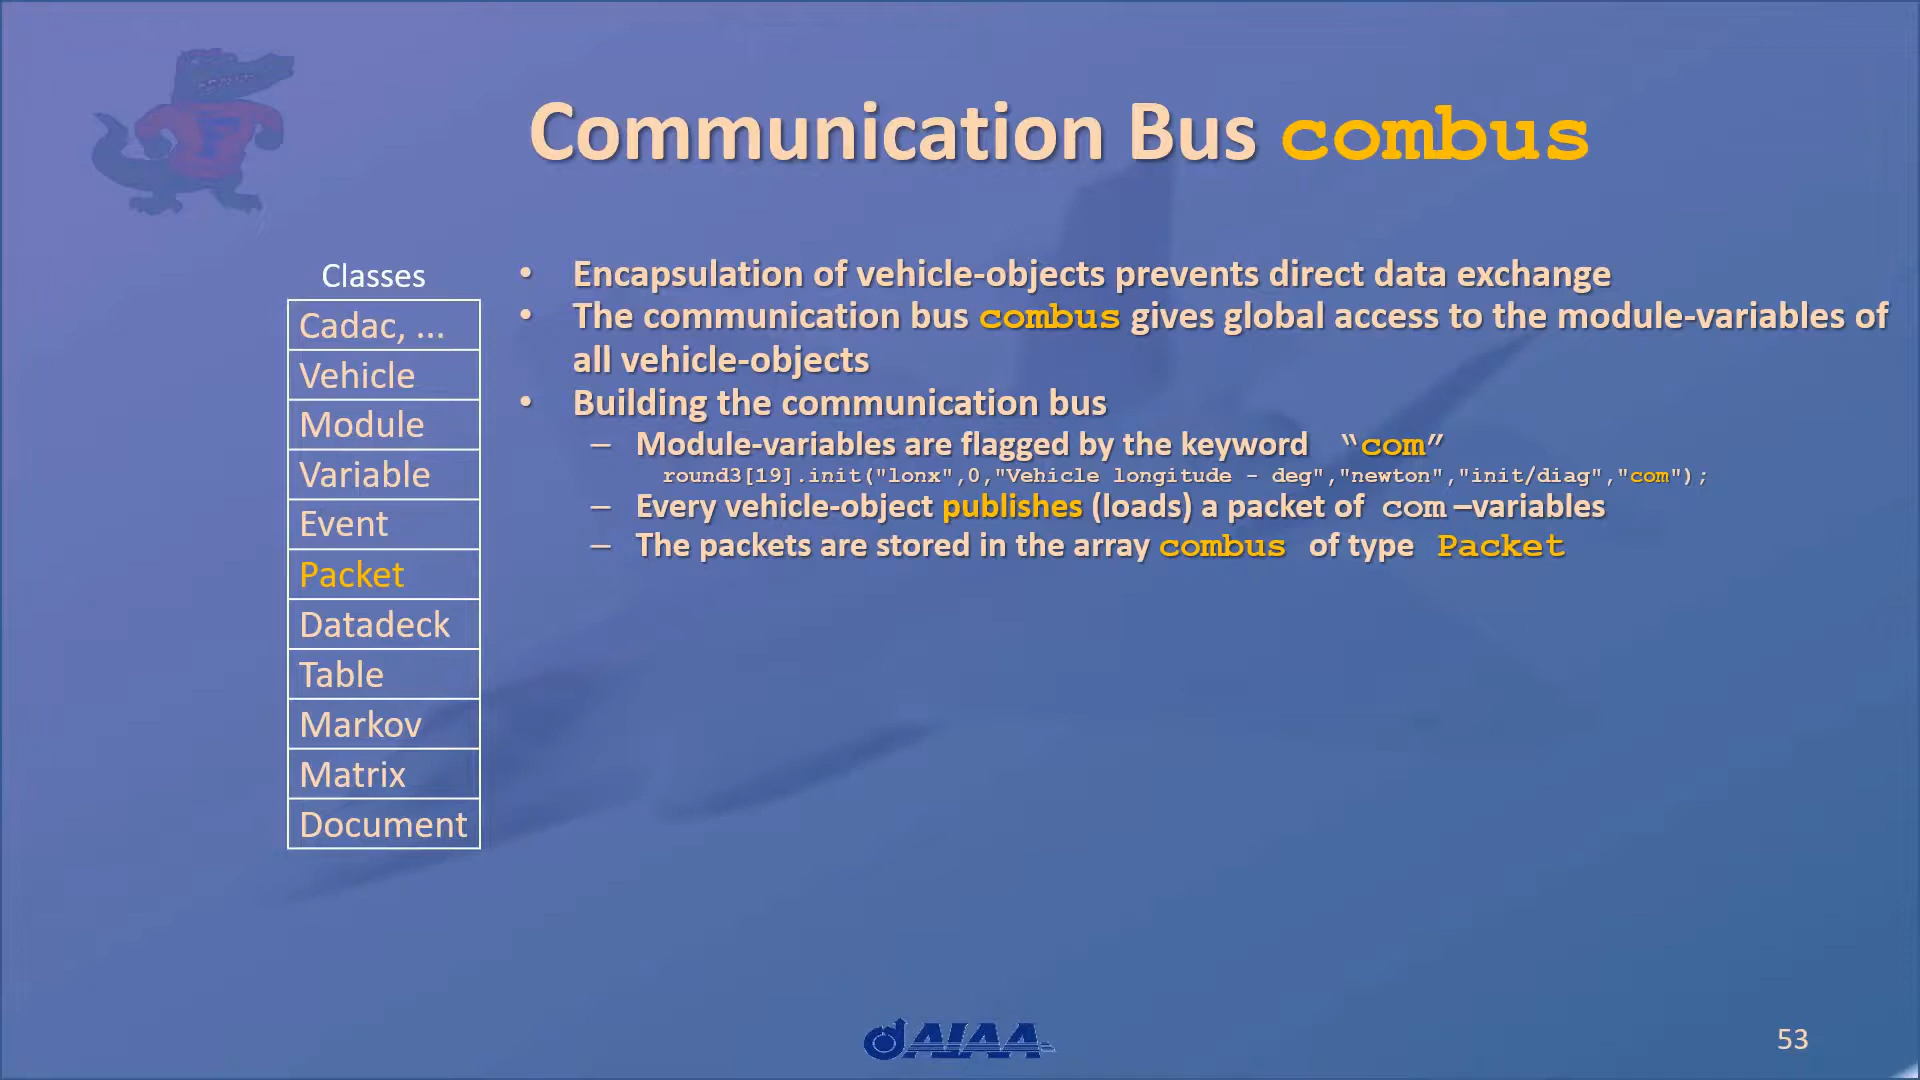 Communication Bus combus
Classes
Cadac, ...
Vehicle
Module
Variable
Event
Packet
Datadeck
Table
Markov
Matrix
Document
• Encapsulation of vehicle-objects prevents direct data exchange
• The communication bus combus gives global access to the module-variables of
all vehicle-objects
• Building the communication bus
– Module-variables are flagged by the keyword “com”
round3[19].init("lonx",0,"Vehicle longitude - deg","newton","init/diag","com");
– Every vehicle-object publishes (loads) a packet of com–variables
– The packets are stored in the array combus of type Packet
AIAA
53